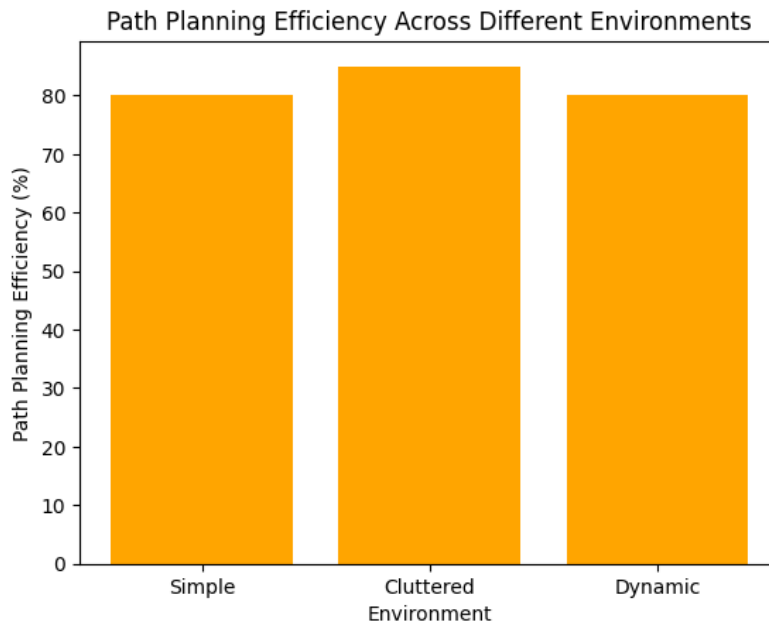 Path Planning Efficiency Across Different Environments
Path Planning Efficiency (%)
80
70
60
50
40
30
20
10
0
Simple Cluttered Dynamic
Environment